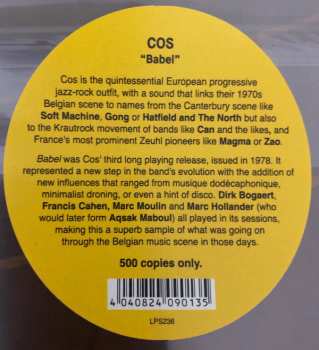 COS
"Babel"
Cos is the quintessential European progressive
jazz-rock outfit, with a sound that links their 1970s
Belgian scene to names from the Canterbury scene like
Soft Machine, Gong or Hatfield and The North but also
to the Krautrock movement of bands like Can and the likes, and
France's most prominent Zeuhl pioneers like Magma or Zao.
Babel was Cos' third long playing release, issued in 1978. It
represented a new step in the band's evolution with the addition of
new influences that ranged from musique dodécaphonique,
minimalist droning, or even a hint of disco. Dirk Bogaert,
Francis Cahen, Marc Moulin and Marc Hollander (who
would later form Aqsak Maboul) all played in its sessions,
making this a superb sample of what was going on
through the Belgian music scene in those days.
500 copies only.
4 040824 090135
LPS236